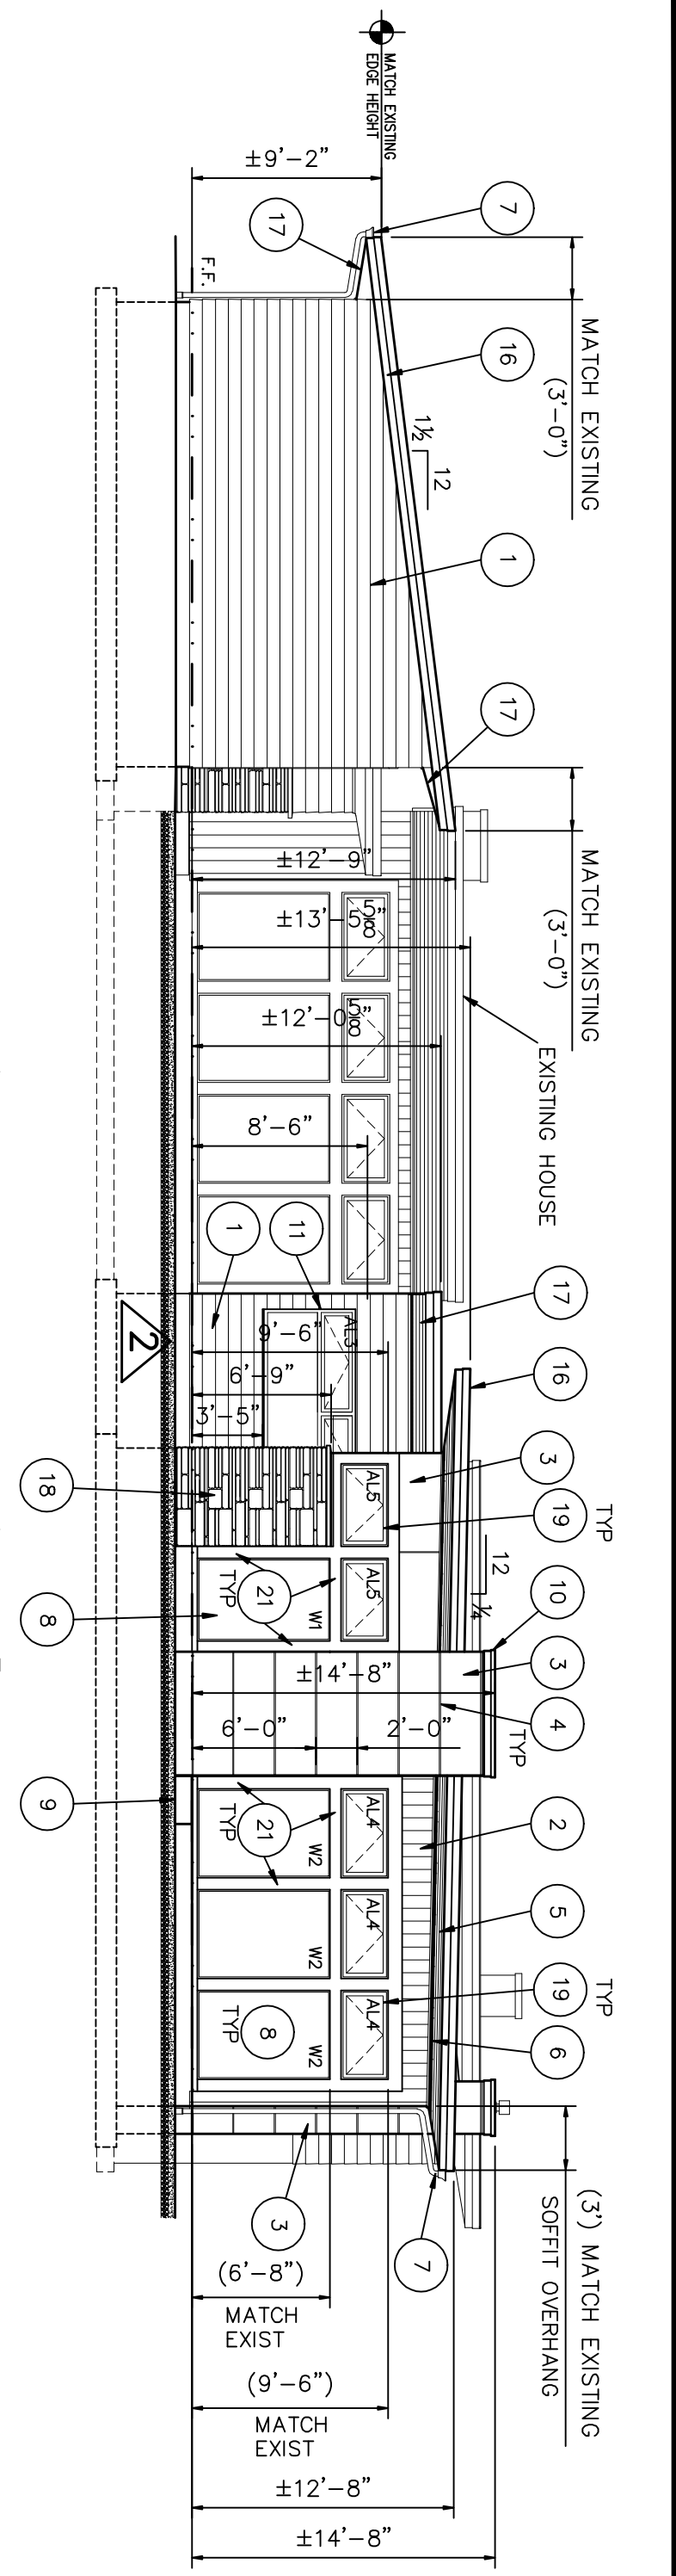 MATCH EXISTING
EDGE HEIGHT
±9'-2"
7
17
F.F.
MATCH EXISTING
(3'-0")
16
12
1½
1
17
MATCH EXISTING
(3'-0")
±12'-9"
±13'-5⅝"
±12'-0⅝"
8'-6"
EXISTING HOUSE
1
11
2
AL3
9'-6"
6'-9"
3'-5"
17
16
3
19
TYP
18
AL5
AL5
21
TYP
W1
8
12
¼
10
3
4
TYP
±14'-8"
6'-0"
2'-0"
9
21
TYP
W2
W2
W2
AL4
AL4
AL4
8
TYP
2
5
19
TYP
6
3
7
(3') MATCH EXISTING
SOFFIT OVERHANG
(6'-8")
MATCH
EXIST
(9'-6")
MATCH
EXIST
±12'-8"
±14'-8"